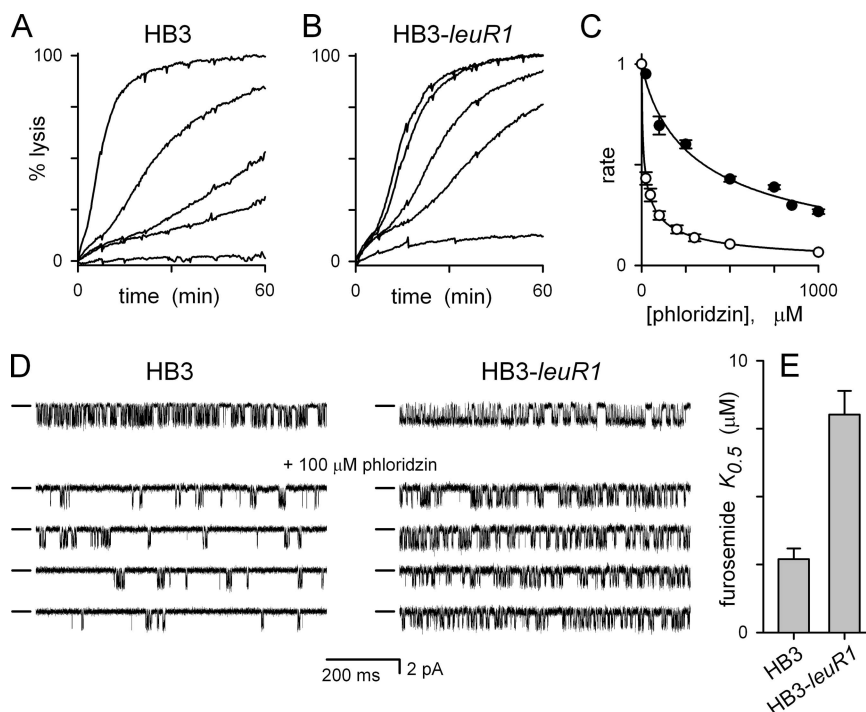 A
HB3
100
% lysis
0
0
60
time (min)
B
HB3-leuR1
100
0
0
60
time (min)
C
1
rate
0
0
1000
[phloridzin], μM
D
HB3
HB3-leuR1
+ 100 μM phloridzin
200 ms
2 pA
E
10
furosemide K0.5 (μM)
0
HB3
HB3-leuR1